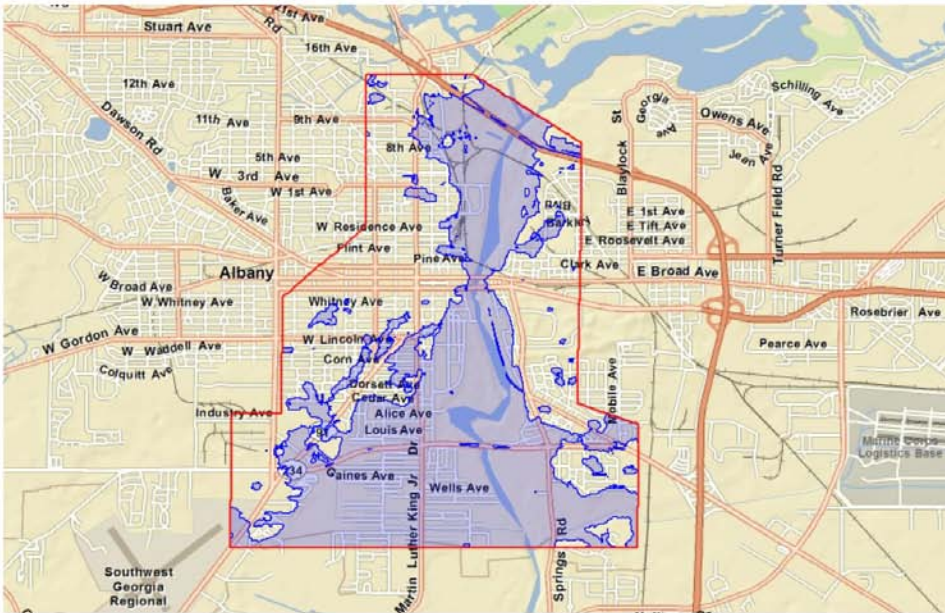 21st Ave
Stuart Ave
Rd
16th Ave
12th Ave
Dawson Rd
11th Ave
9th Ave
8th Ave
5th Ave
W 3rd Ave
W 1st Ave
Baker Ave
W Residence Ave
Flint Ave
Pine Ave
Albany
W Broad Ave
W Whitney Ave
Whitney Ave
W Gordon Ave
W Waddell Ave
W Lincoln Ave
Corn Ave
Colquitt Ave
Dorsett Ave
Cedar Ave
Industry Ave
Alice Ave
Louis Ave
234
Gaines Ave
Wells Ave
Martin Luther King Jr Dr
Springs Rd
Mobile Ave
Southwest
Georgia
Regional
Blaylock St
Georgia Ave
Owens Ave
Schilling Ave
Jeen Ave
Turner Field Rd
Blvd
E 1st Ave
E Tift Ave
E Roosevelt Ave
Clark Ave
E Broad Ave
Rosebrier Ave
Pearce Ave
Marine Corps
Logistics Base